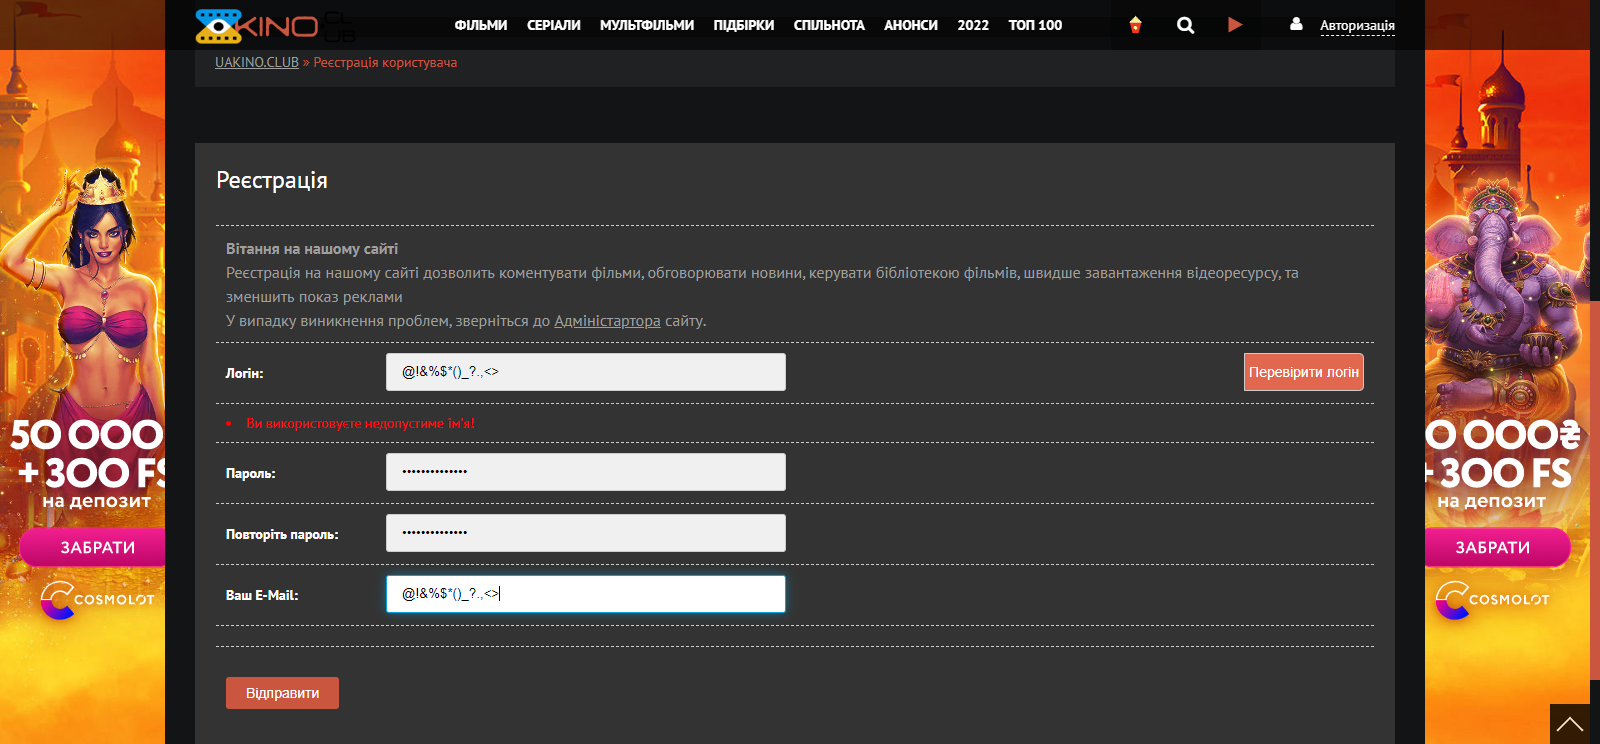 KINO CLUB
ФІЛЬМИ СЕРІАЛИ МУЛЬТФІЛЬМИ ПІДБІРКИ СПІЛЬНОТА АНОНСИ 2022 ТОП 100
Авторизація
UAKINO.CLUB » Реєстрація користувача
Реєстрація
Вітання на нашому сайті
Реєстрація на нашому сайті дозволить коментувати фільми, обговорювати новини, керувати бібліотекою фільмів, швидше завантаження відеоресурсу, та
зменшить показ реклами
У випадку виникнення проблем, зверніться до Адміністартора сайту.
Логін:
@!&%$*()_?.,<>
Перевірити логін
Ви використовуєте недопустиме ім'я!
Пароль:
••••••••••••••
Повторіть пароль:
••••••••••••••
Ваш E-Mail:
@!&%$*()_?.,<>
Відправити
50 000
+ 300 FS
на депозит
ЗАБРАТИ
COSMOLOT
0 000₴
+ 300 FS
на депозит
ЗАБРАТИ
COSMOLOT